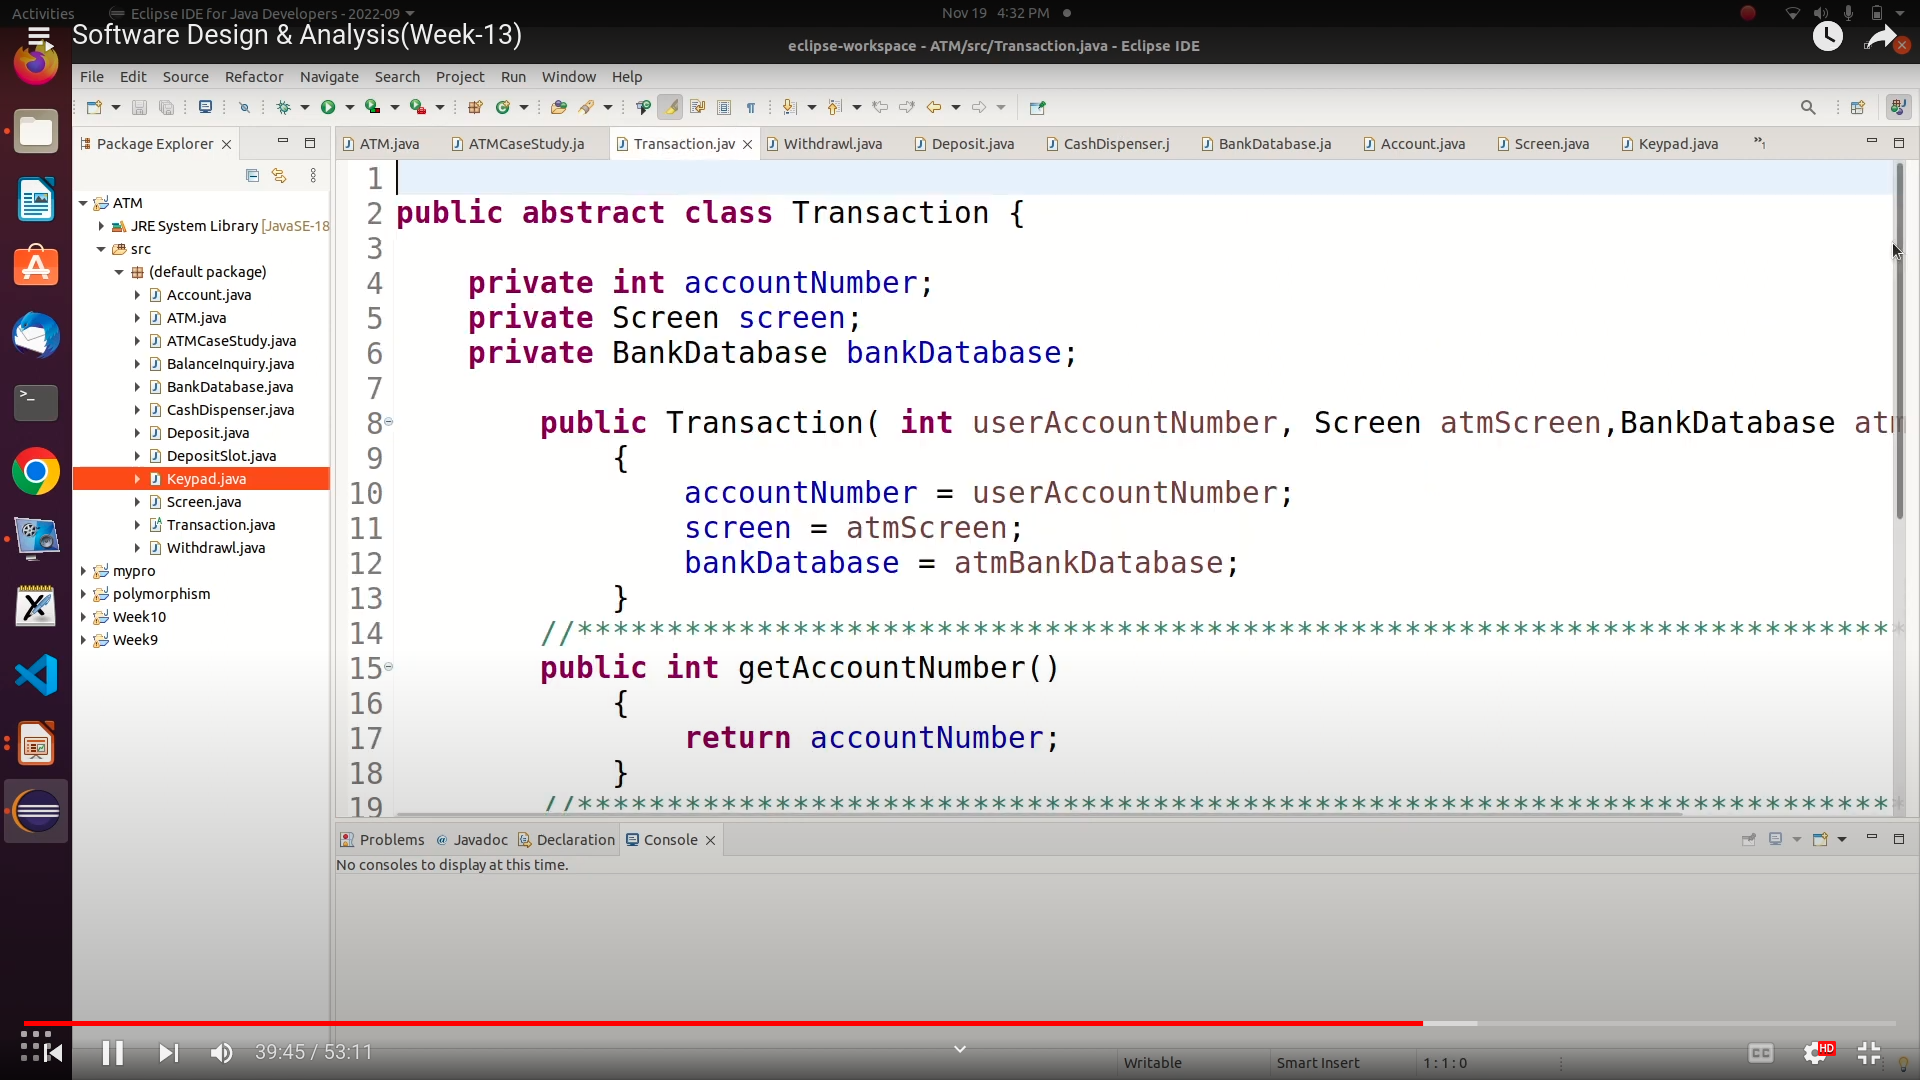 Activities Eclipse IDE for Java Developers - 2022-09 Nov 19 4:32 PM
Software Design & Analysis(Week-13)
eclipse-workspace - ATM/src/Transaction.java - Eclipse IDE
File Edit Source Refactor Navigate Search Project Run Window Help
Package Explorer
ATM.java ATMCaseStudy.ja Transaction.jav Withdrawl.java Deposit.java CashDispenser.j BankDatabase.ja Account.java Screen.java Keypad.java »1
ATM
JRE System Library [JavaSE-18
src
(default package)
Account.java
ATM.java
ATMCaseStudy.java
BalanceInquiry.java
BankDatabase.java
CashDispenser.java
Deposit.java
DepositSlot.java
Keypad.java
Screen.java
Transaction.java
Withdrawl.java
mypro
polymorphism
Week10
Week9
1
2 public abstract class Transaction {
3
4 private int accountNumber;
5 private Screen screen;
6 private BankDatabase bankDatabase;
7
8 public Transaction( int userAccountNumber, Screen atmScreen,BankDatabase atm
9 {
10 accountNumber = userAccountNumber;
11 screen = atmScreen;
12 bankDatabase = atmBankDatabase;
13 }
14 //*************************************************************************
15 public int getAccountNumber()
16 {
17 return accountNumber;
18 }
19 //*************************************************************************
Problems Javadoc Declaration Console
No consoles to display at this time.
39:45 / 53:11
Writable Smart Insert 1:1:0
CC HD